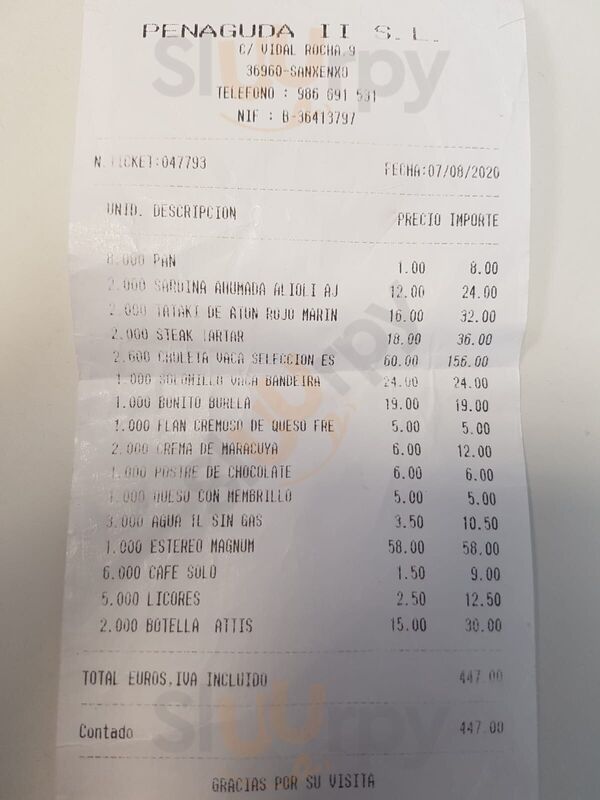 PENAGUDA II S.L.
C/ VIDAL ROCHA,9
36960-SANXENXO
TELEFONO : 986 691 531
NIF : B-36413797
N.TICKET:047793 FECHA:07/08/2020
UNID. DESCRIPCION PRECIO IMPORTE
8.000 PAN 1.00 8.00
2.000 SARDINA AHUMADA ALIOLI AJ 12.00 24.00
2.000 TATAKI DE ATUN ROJO MARIN 16.00 32.00
2.000 STEAK TARTAR 18.00 36.00
2.600 CHULETA VACA SELECCION ES 60.00 156.00
1.000 SOLOMILLO VACA BANDEIRA 24.00 24.00
1.000 BONITO BURELA 19.00 19.00
1.000 FLAN CREMOSO DE QUESO FRE 5.00 5.00
2.000 CREMA DE MARACUYA 6.00 12.00
1.000 POSTRE DE CHOCOLATE 6.00 6.00
1.000 QUESO CON MEMBRILLO 5.00 5.00
3.000 AGUA 1L SIN GAS 3.50 10.50
1.000 ESTEREO MAGNUM 58.00 58.00
6.000 CAFE SOLO 1.50 9.00
5.000 LICORES 2.50 12.50
2.000 BOTELLA ATTIS 15.00 30.00
TOTAL EUROS,IVA INCLUIDO 447.00
Contado 447.00
GRACIAS POR SU VISITA
Sluurpy
Sluurpy
Sluurpy